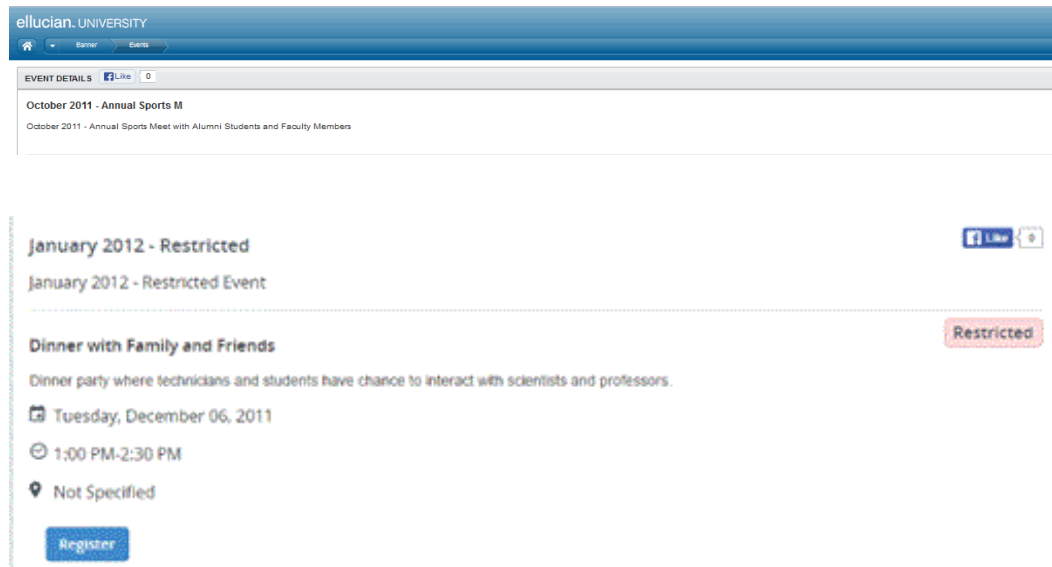 ellucian. UNIVERSITY
Banner Events
EVENT DETAILS Like 0
October 2011 - Annual Sports M
October 2011 - Annual Sports Meet with Alumni Students and Faculty Members
January 2012 - Restricted Like 0
January 2012 - Restricted Event
Restricted
Dinner with Family and Friends
Dinner party where technicians and students have chance to interact with scientists and professors.
Tuesday, December 06, 2011
1:00 PM-2:30 PM
Not Specified
Register